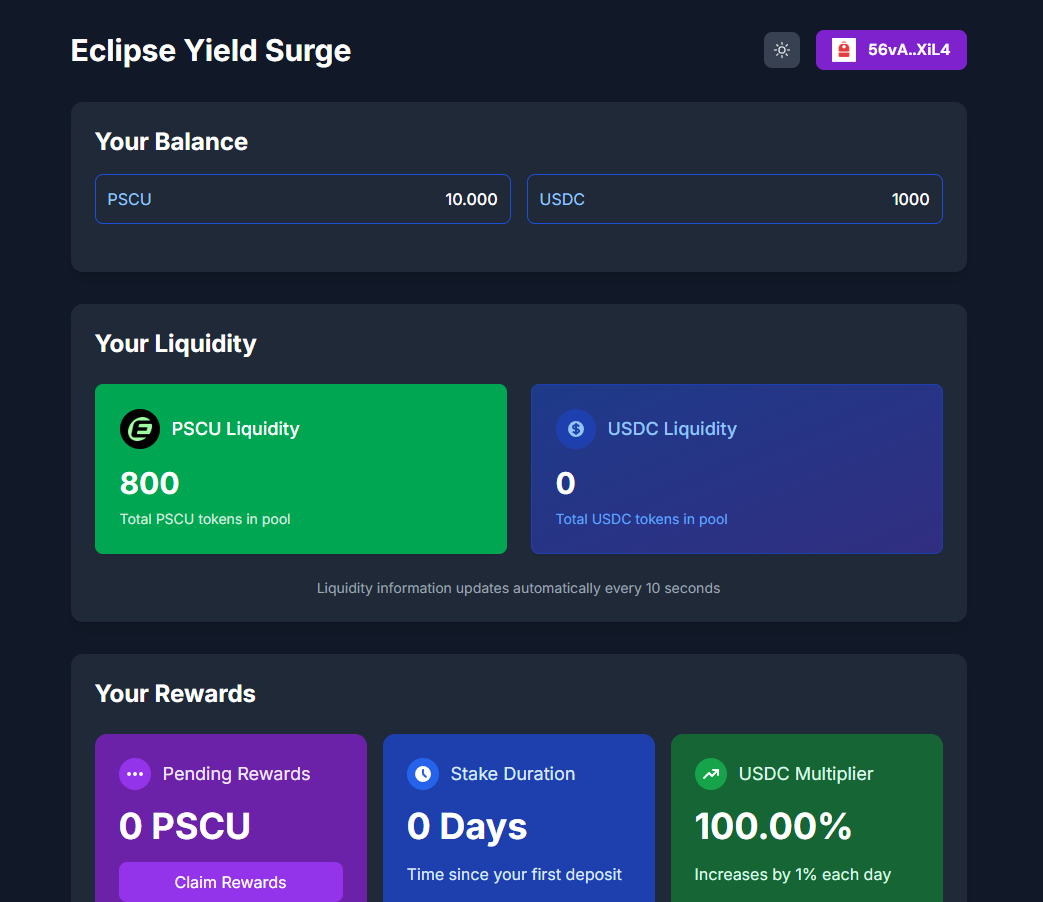 Eclipse Yield Surge
56vA..XiL4
Your Balance
PSCU 10.000
USDC 1000
Your Liquidity
PSCU Liquidity
800
Total PSCU tokens in pool
USDC Liquidity
0
Total USDC tokens in pool
Liquidity information updates automatically every 10 seconds
Your Rewards
Pending Rewards
0 PSCU
Claim Rewards
Stake Duration
0 Days
Time since your first deposit
USDC Multiplier
100.00%
Increases by 1% each day